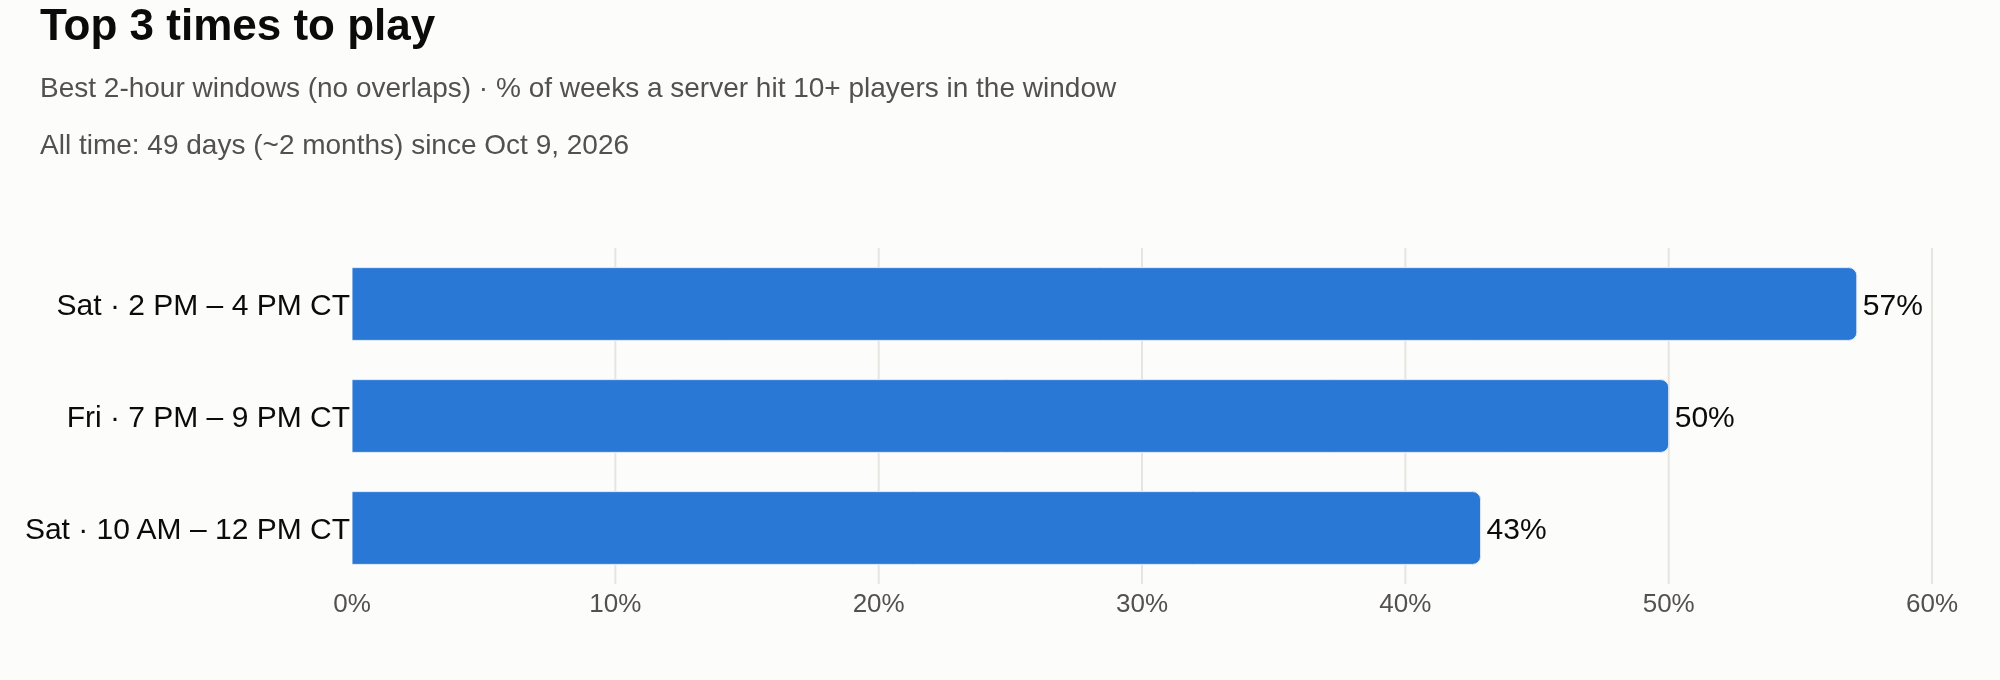 Top 3 times to play
Best 2-hour windows (no overlaps) · % of weeks a server hit 10+ players in the window
All time: 49 days (~2 months) since Oct 9, 2026
Sat · 2 PM – 4 PM CT 57%
Fri · 7 PM – 9 PM CT 50%
Sat · 10 AM – 12 PM CT 43%
0% 10% 20% 30% 40% 50% 60%